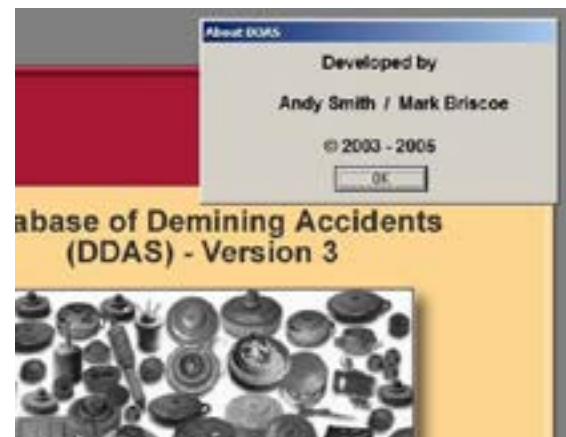 About DDAS
Developed by
Andy Smith / Mark Briscoe
© 2003 - 2005
OK
abase of Demining Accidents
(DDAS) - Version 3